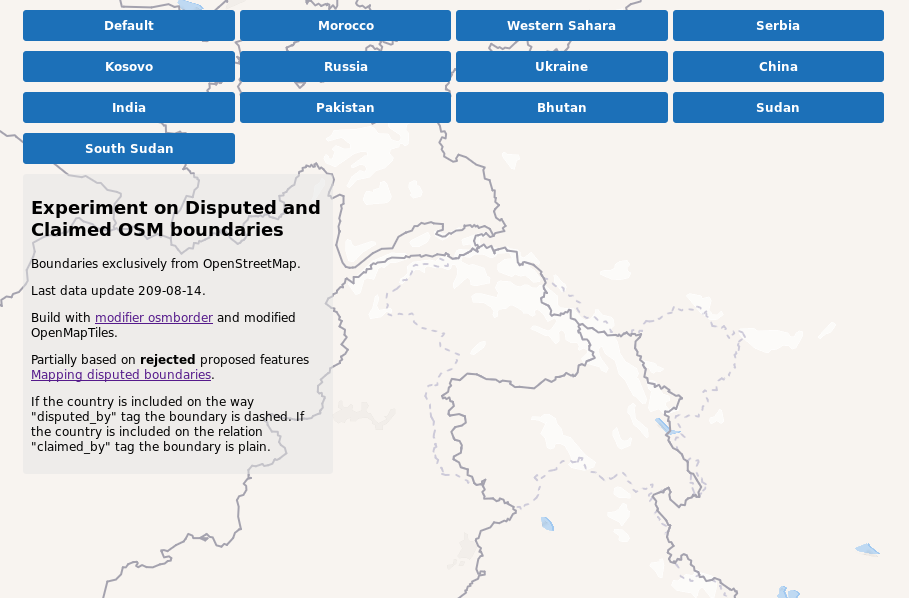 Default
Morocco
Western Sahara
Serbia
Kosovo
Russia
Ukraine
China
India
Pakistan
Bhutan
Sudan
South Sudan
Experiment on Disputed and
Claimed OSM boundaries
Boundaries exclusively from OpenStreetMap.
Last data update 209-08-14.
Build with modifier osmborder and modified
OpenMapTiles.
Partially based on rejected proposed features
Mapping disputed boundaries.
If the country is included on the way
"disputed_by" tag the boundary is dashed. If
the country is included on the relation
"claimed_by" tag the boundary is plain.